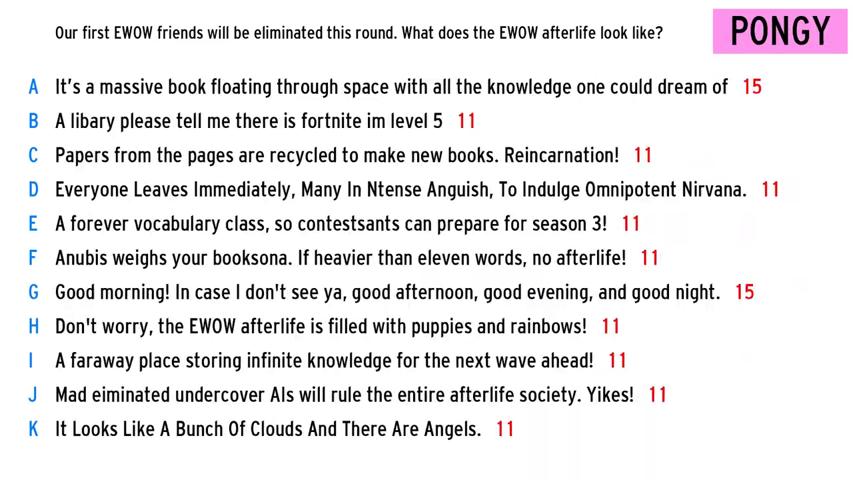 Our first EWOW friends will be eliminated this round. What does the EWOW afterlife look like?
PONGY
A It's a massive book floating through space with all the knowledge one could dream of 15
B A libary please tell me there is fortnite im level 5 11
C Papers from the pages are recycled to make new books. Reincarnation! 11
D Everyone Leaves Immediately, Many In Ntense Anguish, To Indulge Omnipotent Nirvana. 11
E A forever vocabulary class, so contestsants can prepare for season 3! 11
F Anubis weighs your booksona. If heavier than eleven words, no afterlife! 11
G Good morning! In case I don't see ya, good afternoon, good evening, and good night. 15
H Don't worry, the EWOW afterlife is filled with puppies and rainbows! 11
I A faraway place storing infinite knowledge for the next wave ahead! 11
J Mad eiminated undercover AIs will rule the entire afterlife society. Yikes! 11
K It Looks Like A Bunch Of Clouds And There Are Angels. 11